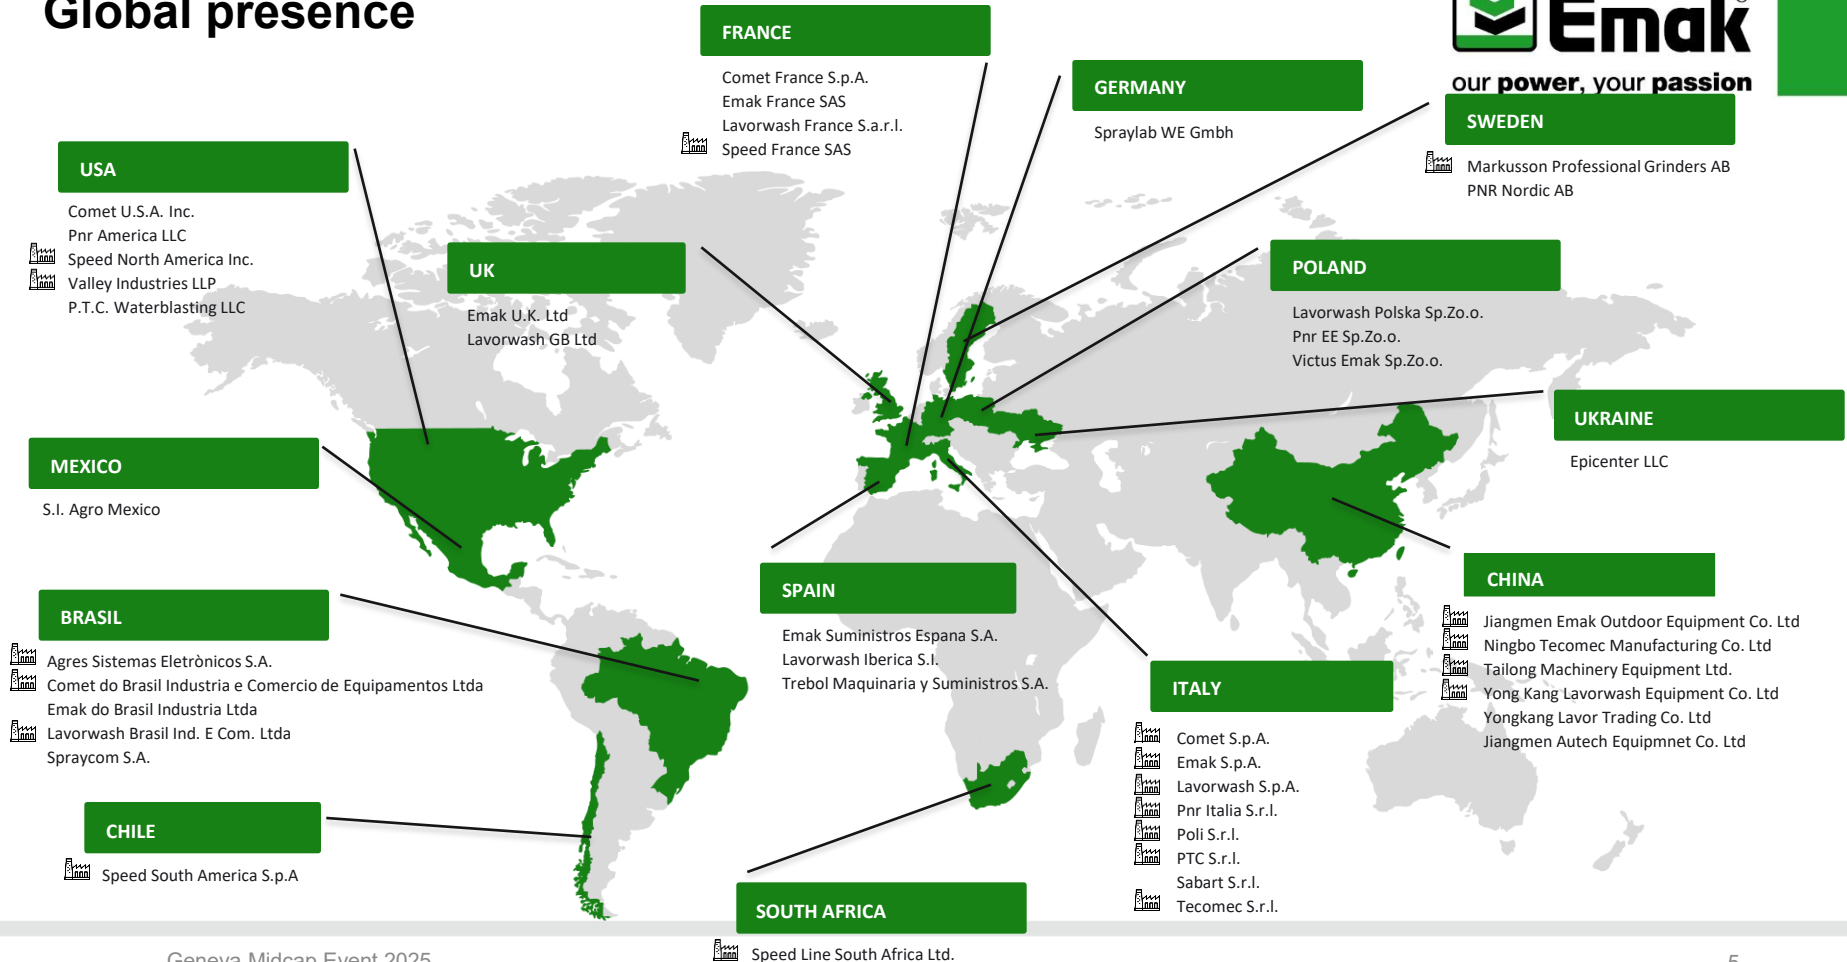 Global presence
Emak
our power, your passion
FRANCE
Comet France S.p.A.
Emak France SAS
Lavorwash France S.a.r.l.
Speed France SAS
GERMANY
Spraylab WE Gmbh
SWEDEN
Markusson Professional Grinders AB
PNR Nordic AB
USA
Comet U.S.A. Inc.
Pnr America LLC
Speed North America Inc.
Valley Industries LLP
P.T.C. Waterblasting LLC
UK
Emak U.K. Ltd
Lavorwash GB Ltd
POLAND
Lavorwash Polska Sp.Zo.o.
Pnr EE Sp.Zo.o.
Victus Emak Sp.Zo.o.
UKRAINE
Epicenter LLC
MEXICO
S.I. Agro Mexico
BRASIL
Agres Sistemas Eletrònicos S.A.
Comet do Brasil Industria e Comercio de Equipamentos Ltda
Emak do Brasil Industria Ltda
Lavorwash Brasil Ind. E Com. Ltda
Spraycom S.A.
SPAIN
Emak Suministros Espana S.A.
Lavorwash Iberica S.l.
Trebol Maquinaria y Suministros S.A.
CHINA
Jiangmen Emak Outdoor Equipment Co. Ltd
Ningbo Tecomec Manufacturing Co. Ltd
Tailong Machinery Equipment Ltd.
Yong Kang Lavorwash Equipment Co. Ltd
Yongkang Lavor Trading Co. Ltd
Jiangmen Autech Equipmnet Co. Ltd
ITALY
Comet S.p.A.
Emak S.p.A.
Lavorwash S.p.A.
Pnr Italia S.r.l.
Poli S.r.l.
PTC S.r.l.
Sabart S.r.l.
Tecomec S.r.l.
CHILE
Speed South America S.p.A
SOUTH AFRICA
Speed Line South Africa Ltd.
Geneva Midcap Event 2025
5